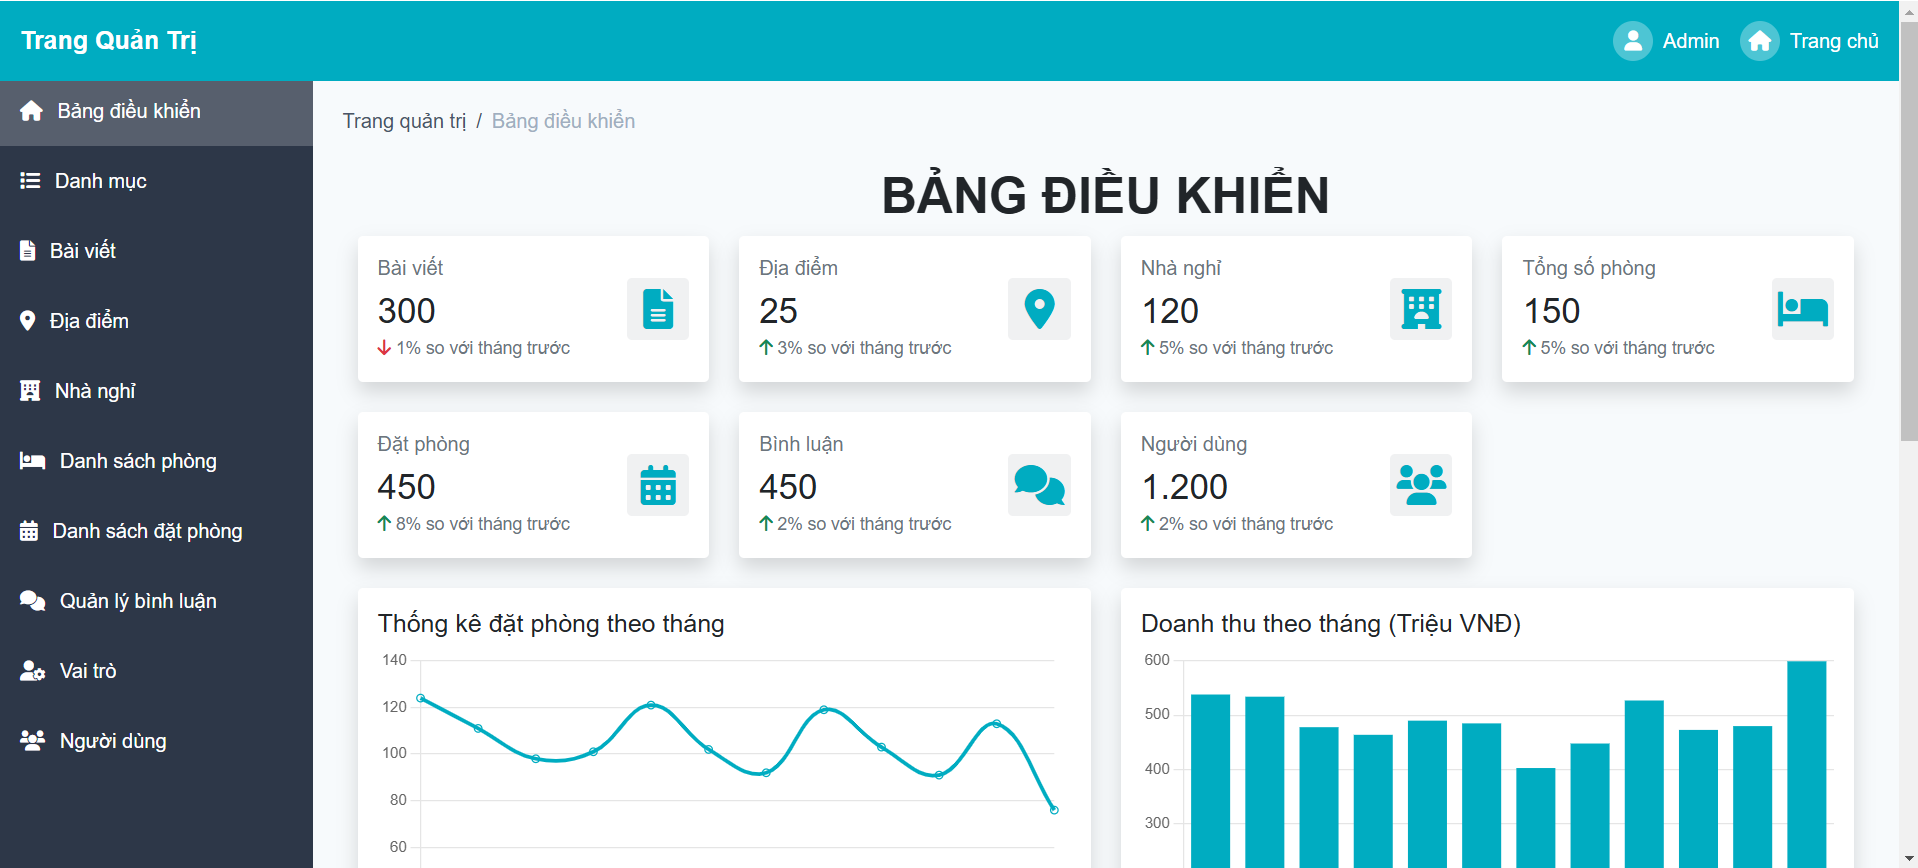 Trang Quản Trị
Admin
Trang chủ
Bảng điều khiển
Danh mục
Bài viết
Địa điểm
Nhà nghỉ
Danh sách phòng
Danh sách đặt phòng
Quản lý bình luận
Vai trò
Người dùng
Trang quản trị / Bảng điều khiển
BẢNG ĐIỀU KHIỂN
Bài viết
300
1% so với tháng trước
Địa điểm
25
3% so với tháng trước
Nhà nghỉ
120
5% so với tháng trước
Tổng số phòng
150
5% so với tháng trước
Đặt phòng
450
8% so với tháng trước
Bình luận
450
2% so với tháng trước
Người dùng
1.200
2% so với tháng trước
Thống kê đặt phòng theo tháng
140
120
100
80
60
Doanh thu theo tháng (Triệu VNĐ)
600
500
400
300